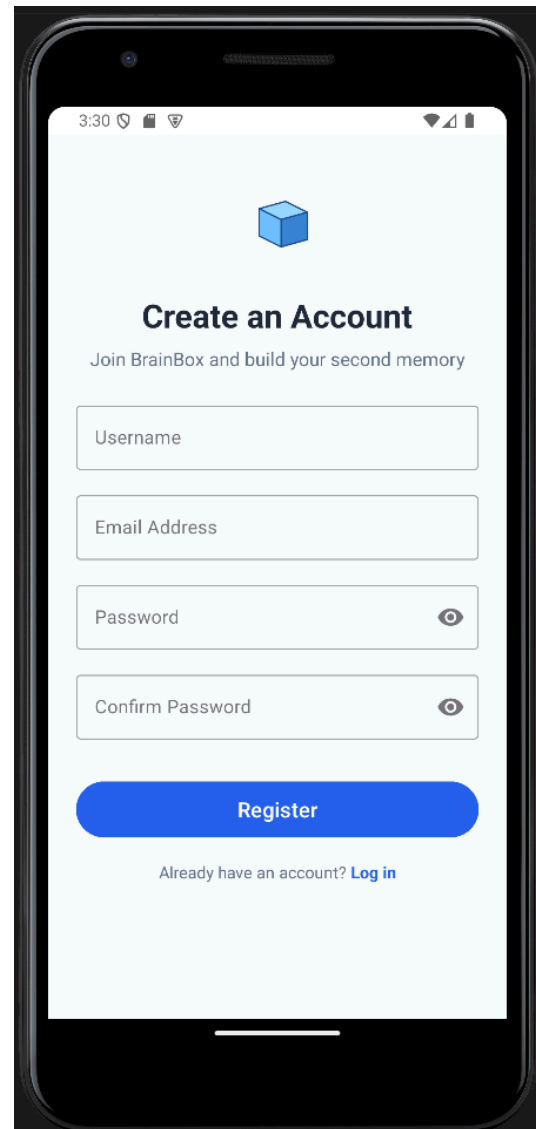 3:30
Create an Account
Join BrainBox and build your second memory
Username
Email Address
Password
Confirm Password
Register
Already have an account? Log in